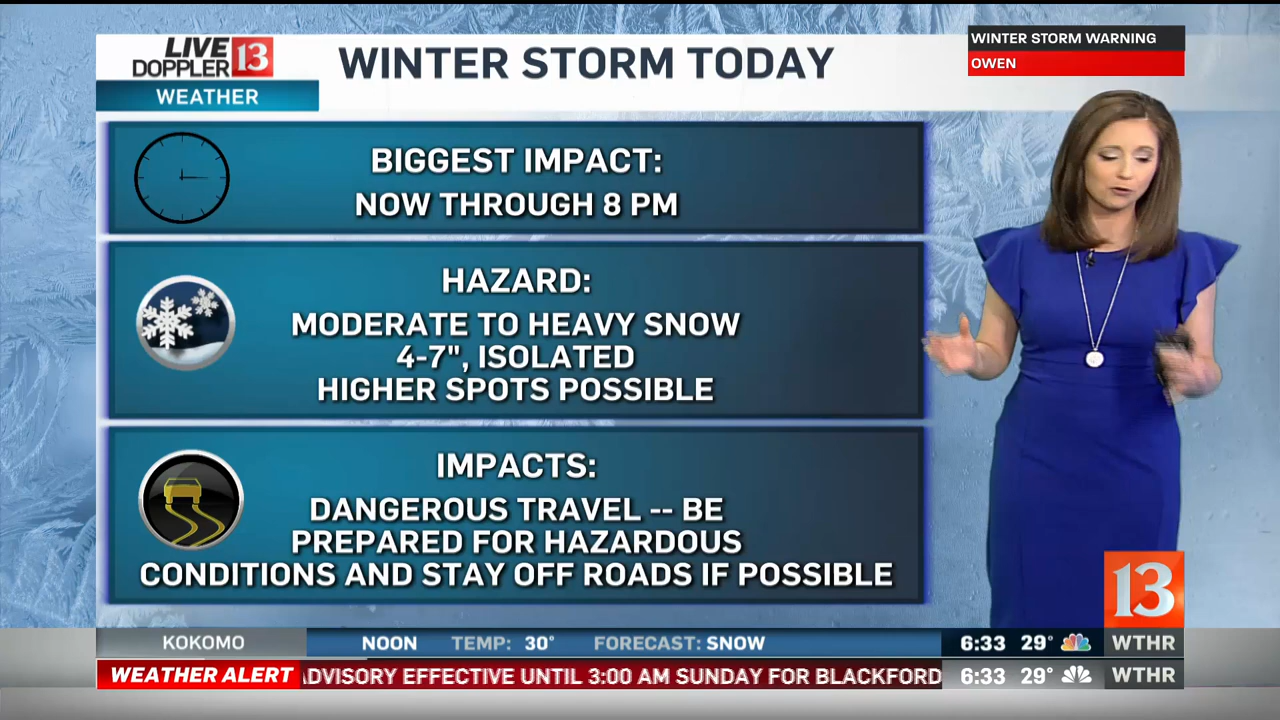 LIVE
DOPPLER 13
WEATHER
WINTER STORM TODAY
WINTER STORM WARNING
OWEN
BIGGEST IMPACT:
NOW THROUGH 8 PM
HAZARD:
MODERATE TO HEAVY SNOW
4-7", ISOLATED
HIGHER SPOTS POSSIBLE
IMPACTS:
DANGEROUS TRAVEL -- BE
PREPARED FOR HAZARDOUS
CONDITIONS AND STAY OFF ROADS IF POSSIBLE
13
KOKOMO NOON TEMP: 30° FORECAST: SNOW 6:33 29° WTHR
WEATHER ALERT DVISORY EFFECTIVE UNTIL 3:00 AM SUNDAY FOR BLACKFORD 6:33 29° WTHR